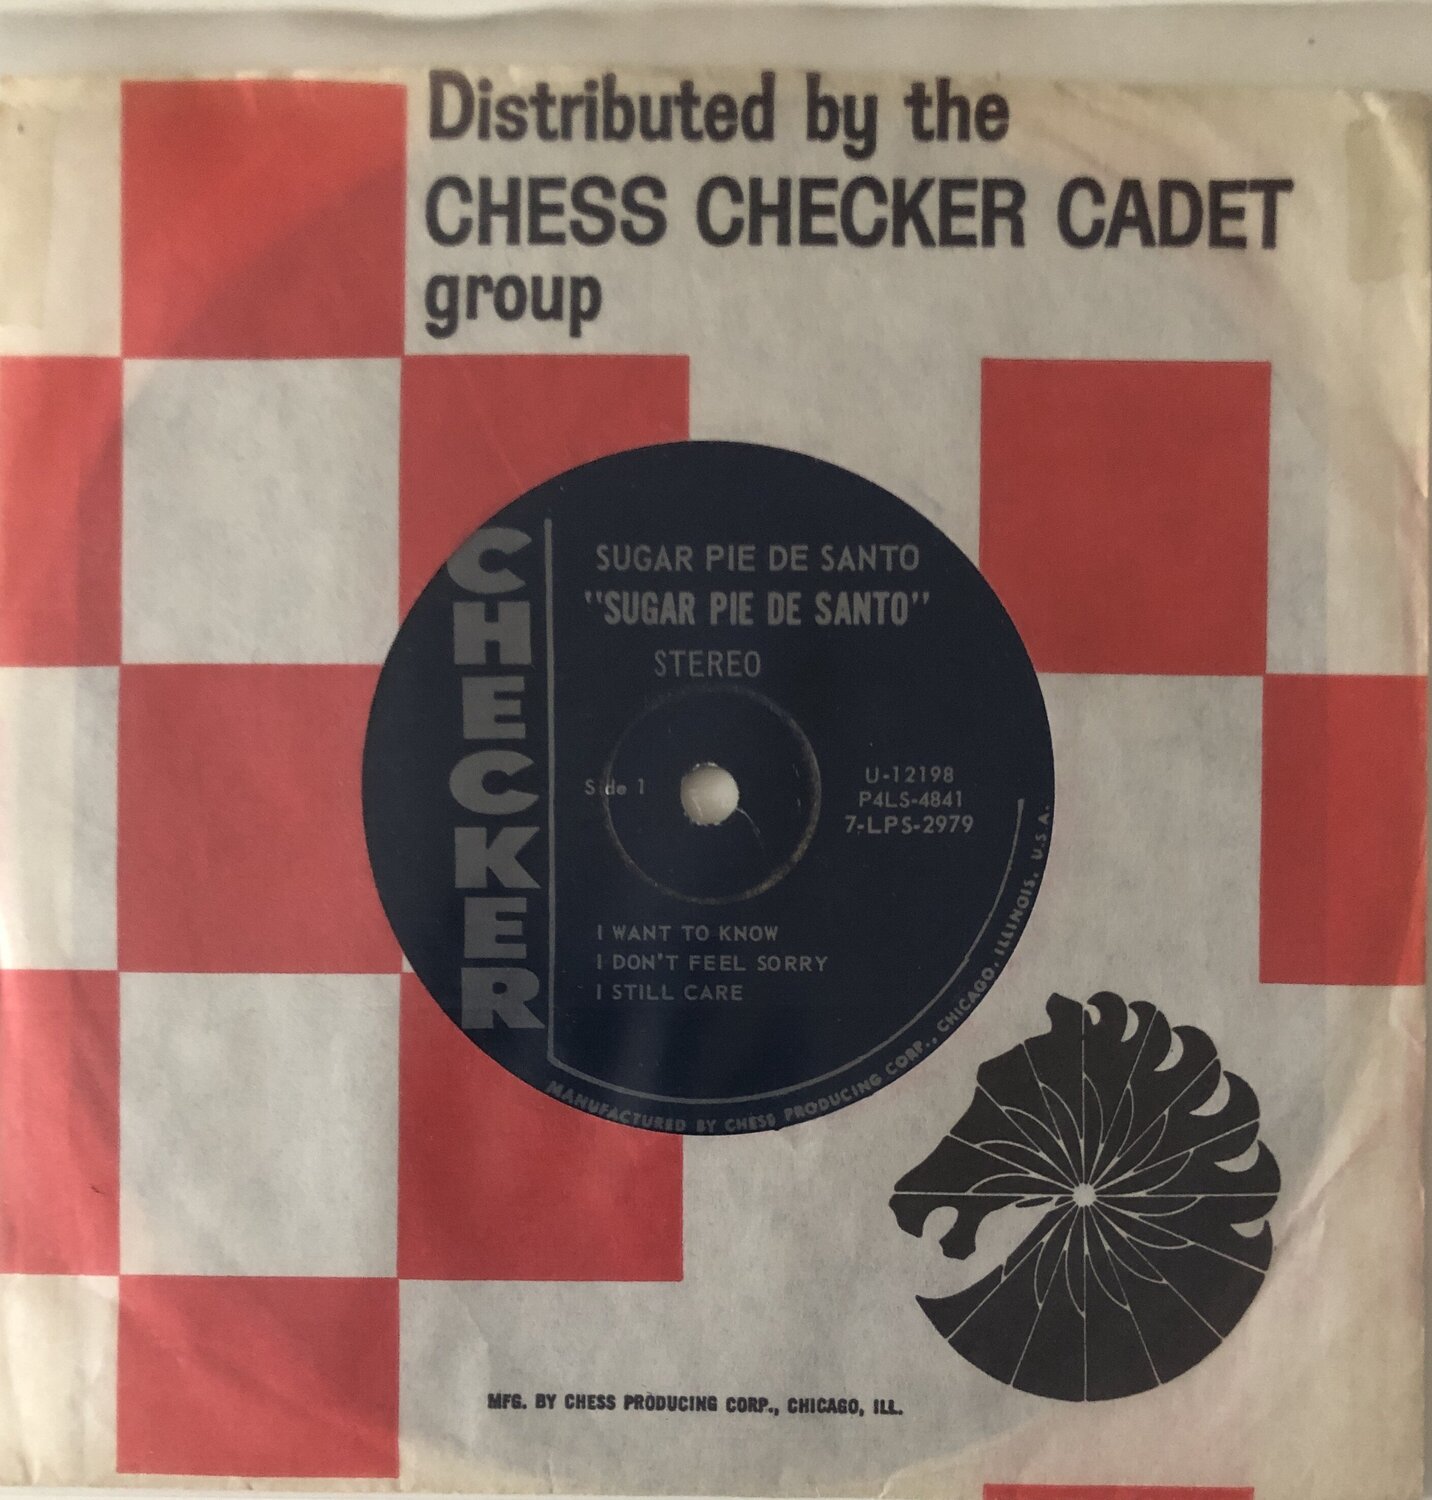 Distributed by the
CHESS CHECKER CADET
group
CHECKER
SUGAR PIE DE SANTO
"SUGAR PIE DE SANTO"
STEREO
Side 1
U-12198
P4LS-4841
7-LPS-2979
I WANT TO KNOW
I DON'T FEEL SORRY
I STILL CARE
MANUFACTURED BY CHESS PRODUCING CORP., CHICAGO, ILLINOIS, U.S.A.
MFG. BY CHESS PRODUCING CORP., CHICAGO, ILL.